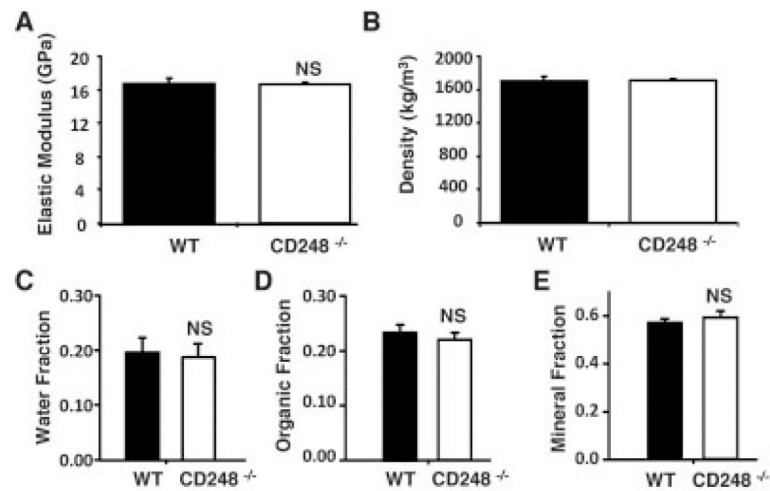 A
B
Elastic Modulus (GPa)
20
16
12
8
4
0
NS
WT
CD248 -/-
Density (kg/m³)
2000
1600
1200
800
400
0
WT
CD248 -/-
C
D
E
Water Fraction
0.30
0.20
0.10
0.00
NS
WT
CD248 -/-
Organic Fraction
0.30
0.20
0.10
0.00
NS
WT
CD248 -/-
Mineral Fraction
0.6
0.4
0.2
0.0
NS
WT
CD248 -/-